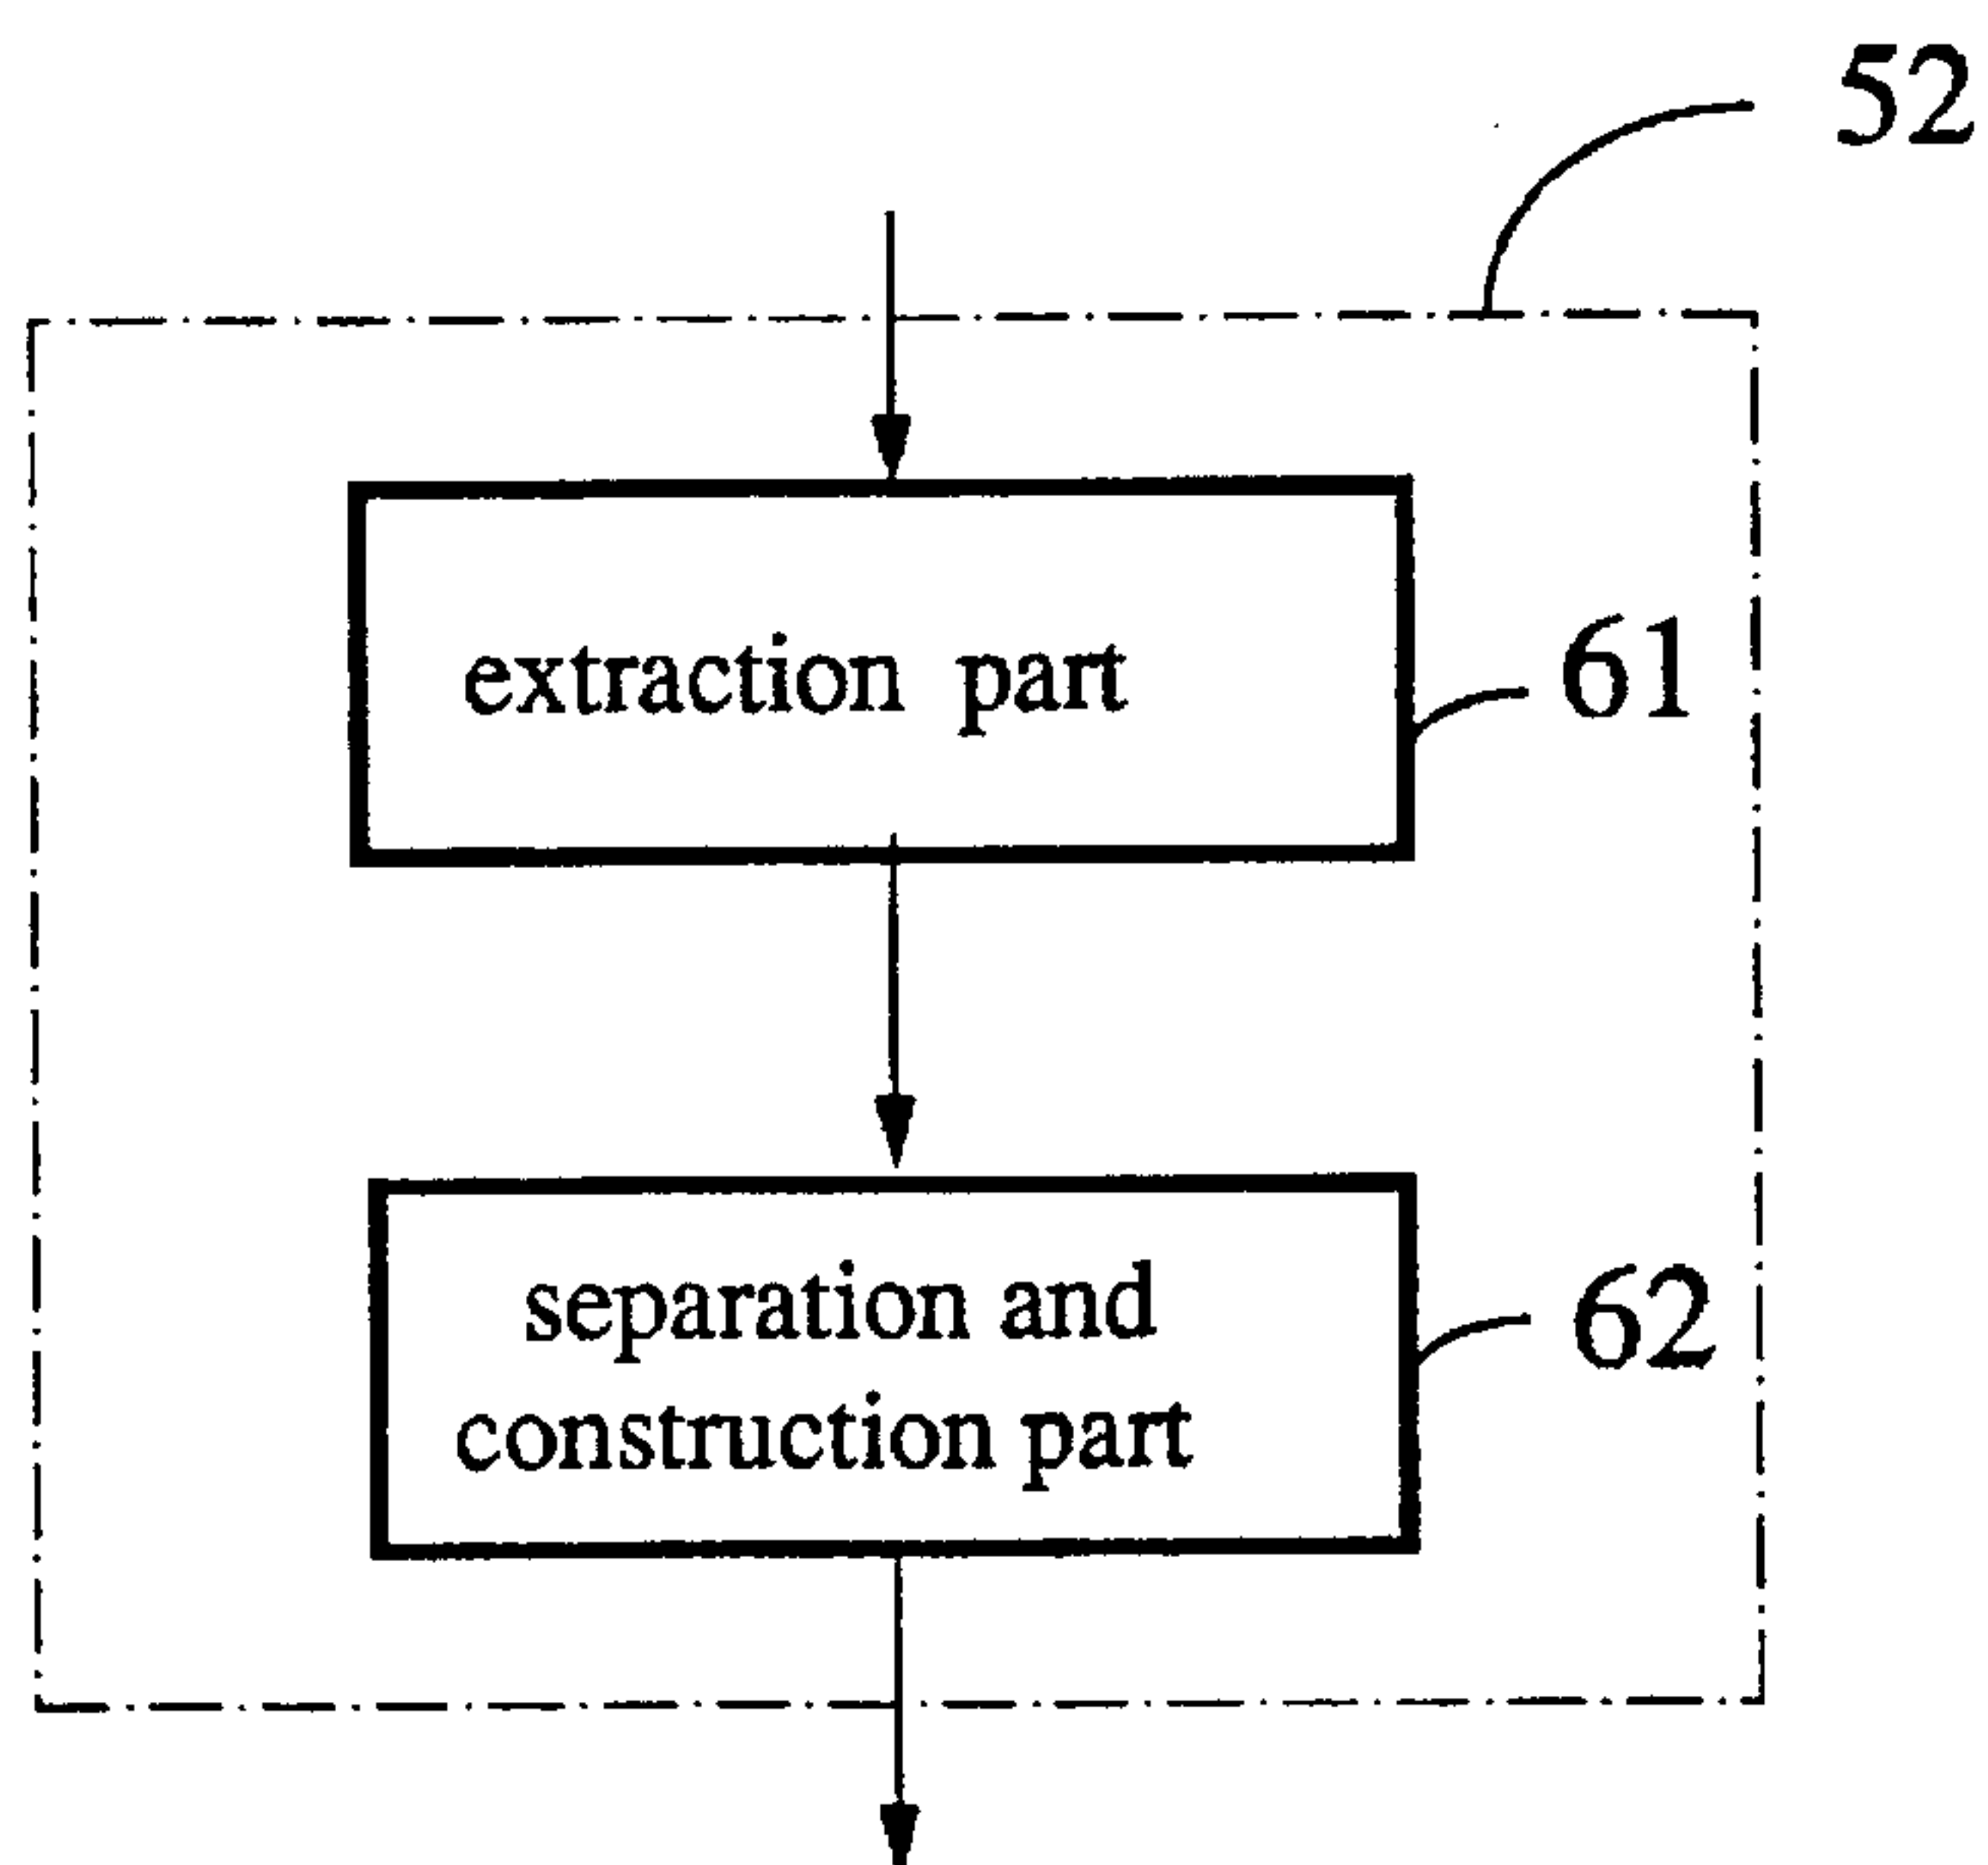 52
extraction part
61
separation and
construction part
62